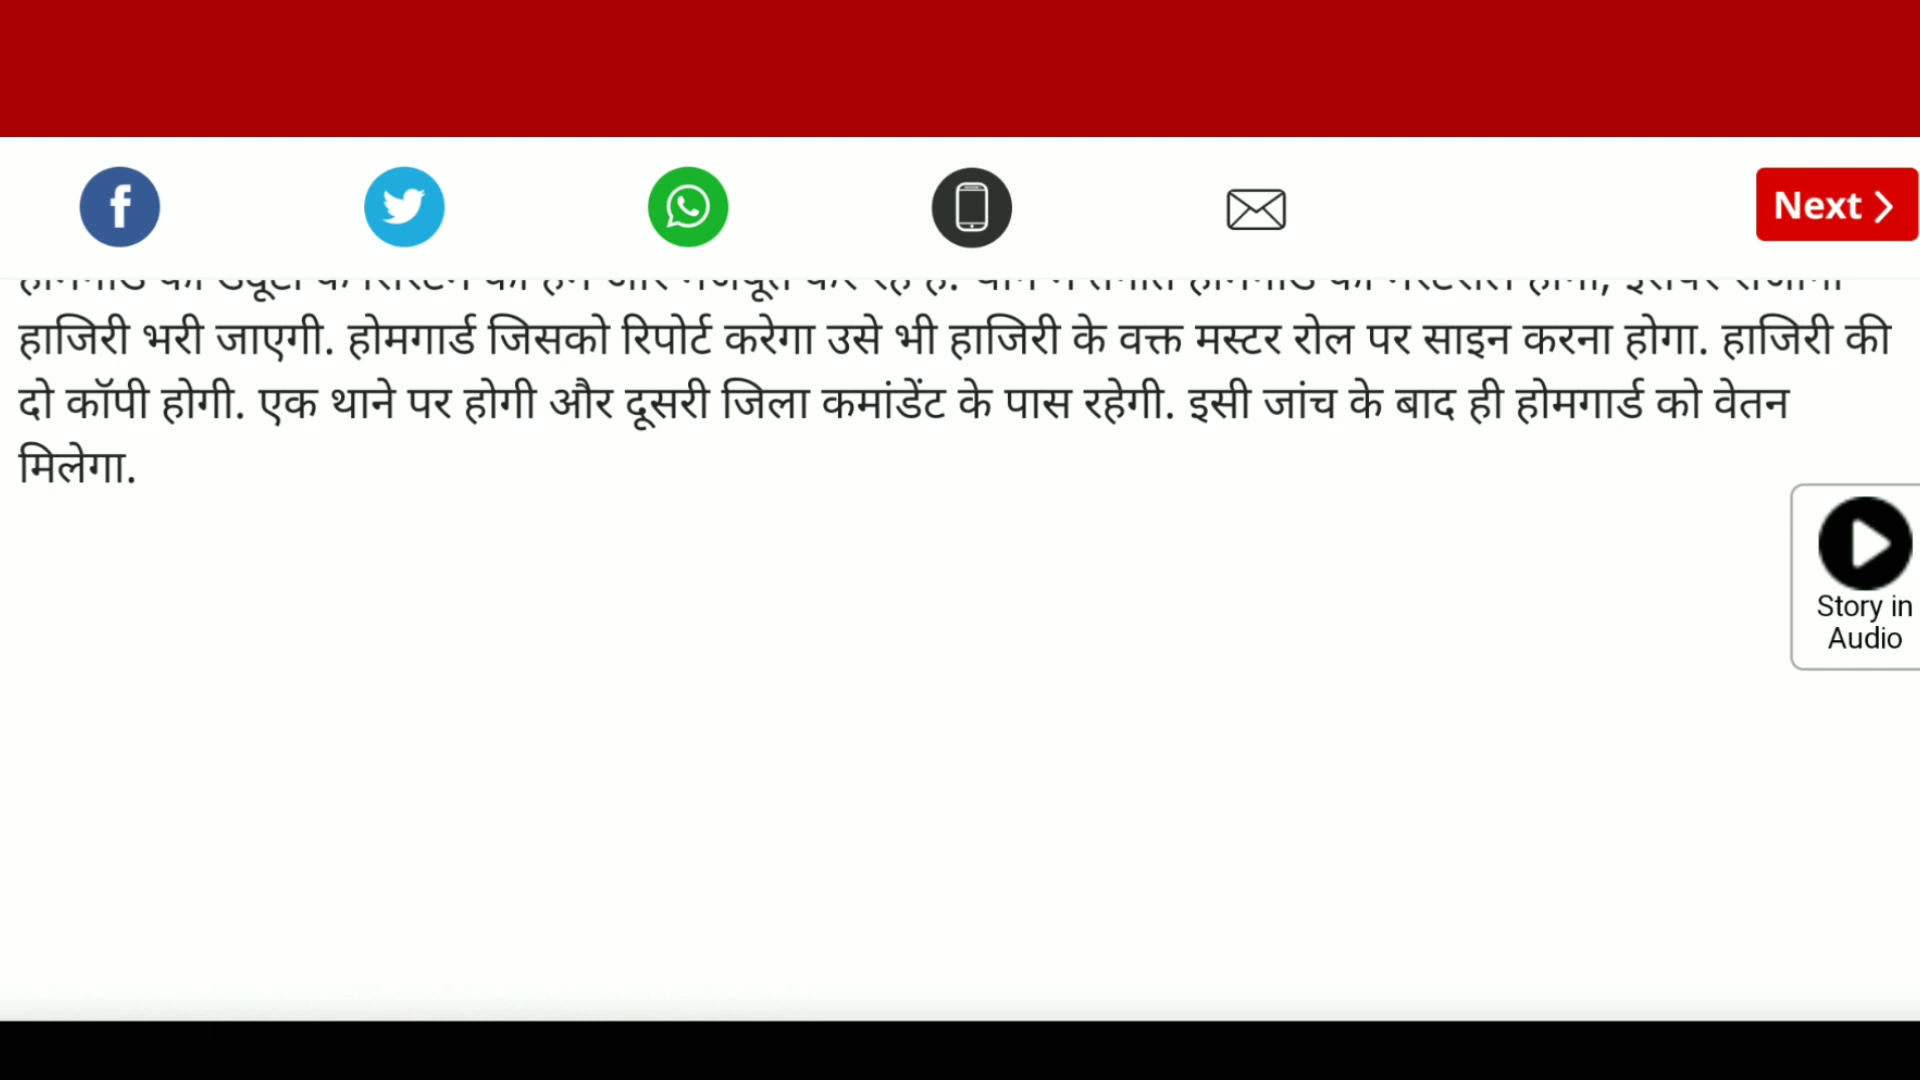 Next
हाजिरी भरी जाएगी. होमगार्ड जिसको रिपोर्ट करेगा उसे भी हाजिरी के वक्त मस्टर रोल पर साइन करना होगा. हाजिरी की
दो कॉपी होगी. एक थाने पर होगी और दूसरी जिला कमांडेंट के पास रहेगी. इसी जांच के बाद ही होमगार्ड को वेतन
मिलेगा.
Story in
Audio